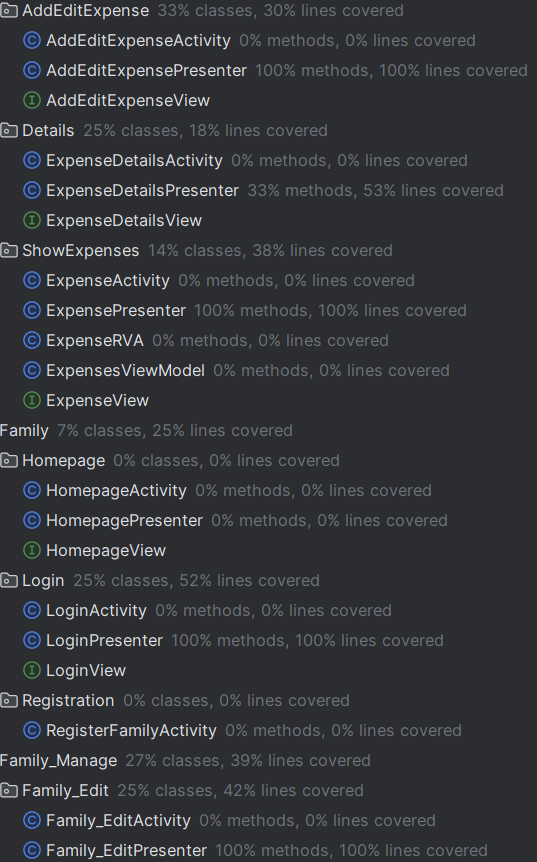 AddEditExpense 33% classes, 30% lines covered
AddEditExpenseActivity 0% methods, 0% lines covered
AddEditExpensePresenter 100% methods, 100% lines covered
AddEditExpenseView
Details 25% classes, 18% lines covered
ExpenseDetailsActivity 0% methods, 0% lines covered
ExpenseDetailsPresenter 33% methods, 53% lines covered
ExpenseDetailsView
ShowExpenses 14% classes, 38% lines covered
ExpenseActivity 0% methods, 0% lines covered
ExpensePresenter 100% methods, 100% lines covered
ExpenseRVA 0% methods, 0% lines covered
ExpensesViewModel 0% methods, 0% lines covered
ExpenseView
Family 7% classes, 25% lines covered
Homepage 0% classes, 0% lines covered
HomepageActivity 0% methods, 0% lines covered
HomepagePresenter 0% methods, 0% lines covered
HomepageView
Login 25% classes, 52% lines covered
LoginActivity 0% methods, 0% lines covered
LoginPresenter 100% methods, 100% lines covered
LoginView
Registration 0% classes, 0% lines covered
RegisterFamilyActivity 0% methods, 0% lines covered
Family_Manage 27% classes, 39% lines covered
Family_Edit 25% classes, 42% lines covered
Family_EditActivity 0% methods, 0% lines covered
Family_EditPresenter 100% methods, 100% lines covered